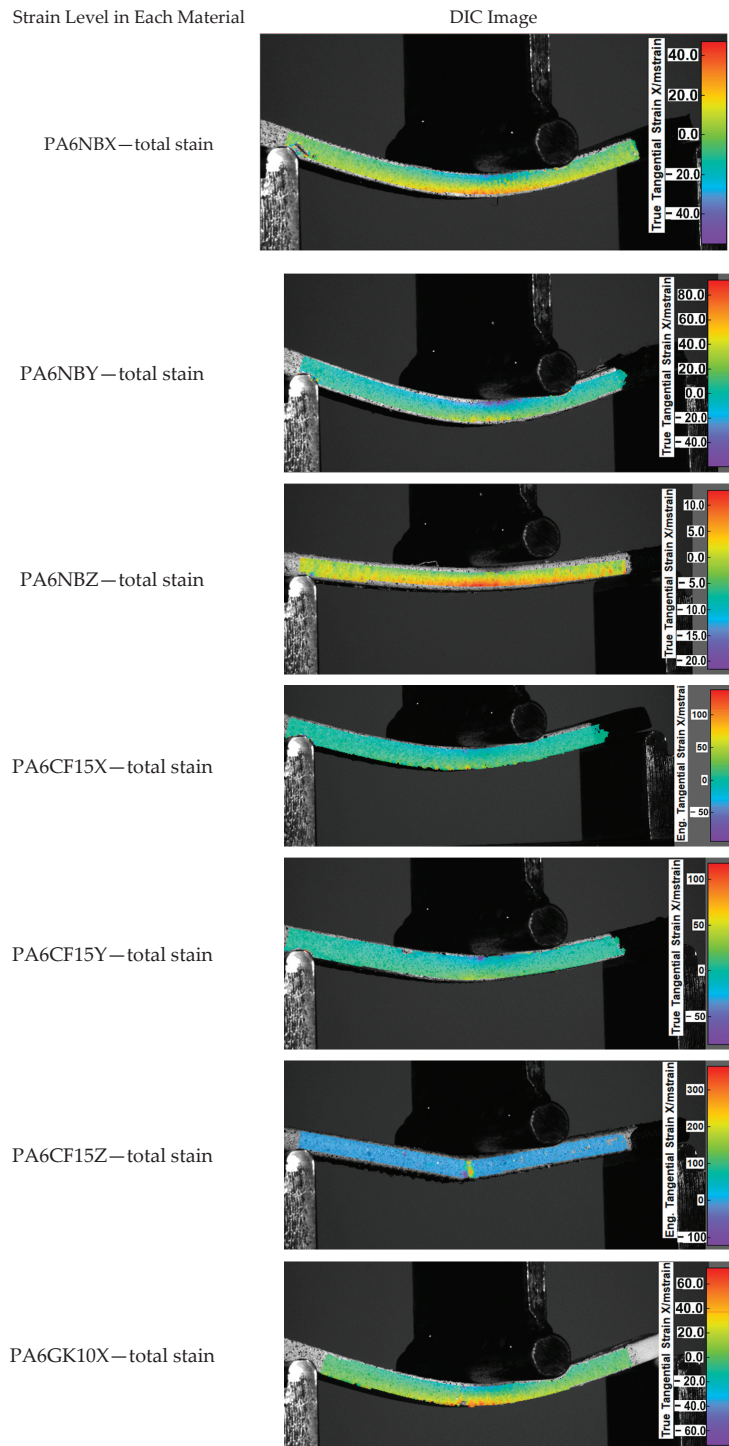 Strain Level in Each Material DIC Image
PA6NBX—total stain
True Tangential Strain X/mstrain
40.0
0.0
− 20.0
− 40.0
PA6NBY—total stain
True Tangential Strain X/mstrain
80.0
60.0
40.0
20.0
0.0
− 20.0
− 40.0
PA6NBZ—total stain
True Tangential Strain X/mstrain
10.0
5.0
0.0
− 5.0
− 10.0
− 15.0
− 20.0
PA6CF15X—total stain
Eng. Tangential Strain X/mstrai
100
50
0
− 50
PA6CF15Y—total stain
True Tangential Strain X/mstrain
100
50
0
− 50
PA6CF15Z—total stain
Eng. Tangential Strain X/mstrain
300
200
100
0
− 100
PA6GK10X—total stain
True Tangential Strain X/mstrain
60.0
40.0
20.0
0.0
− 20.0
− 40.0
− 60.0